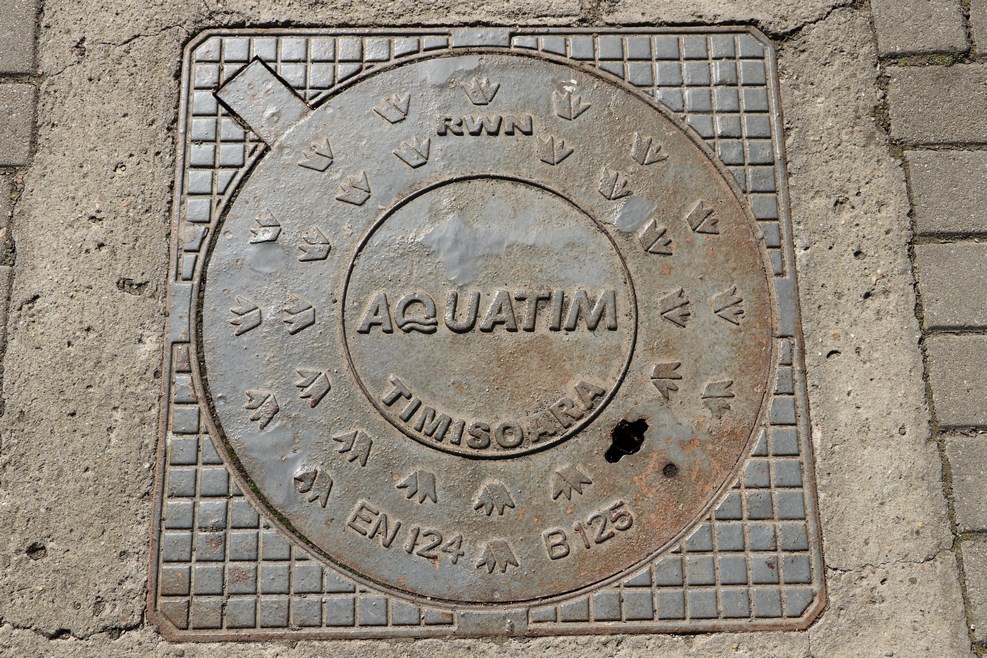 RWN
AQUATIM
TIMISOARA
EN 124 B 125